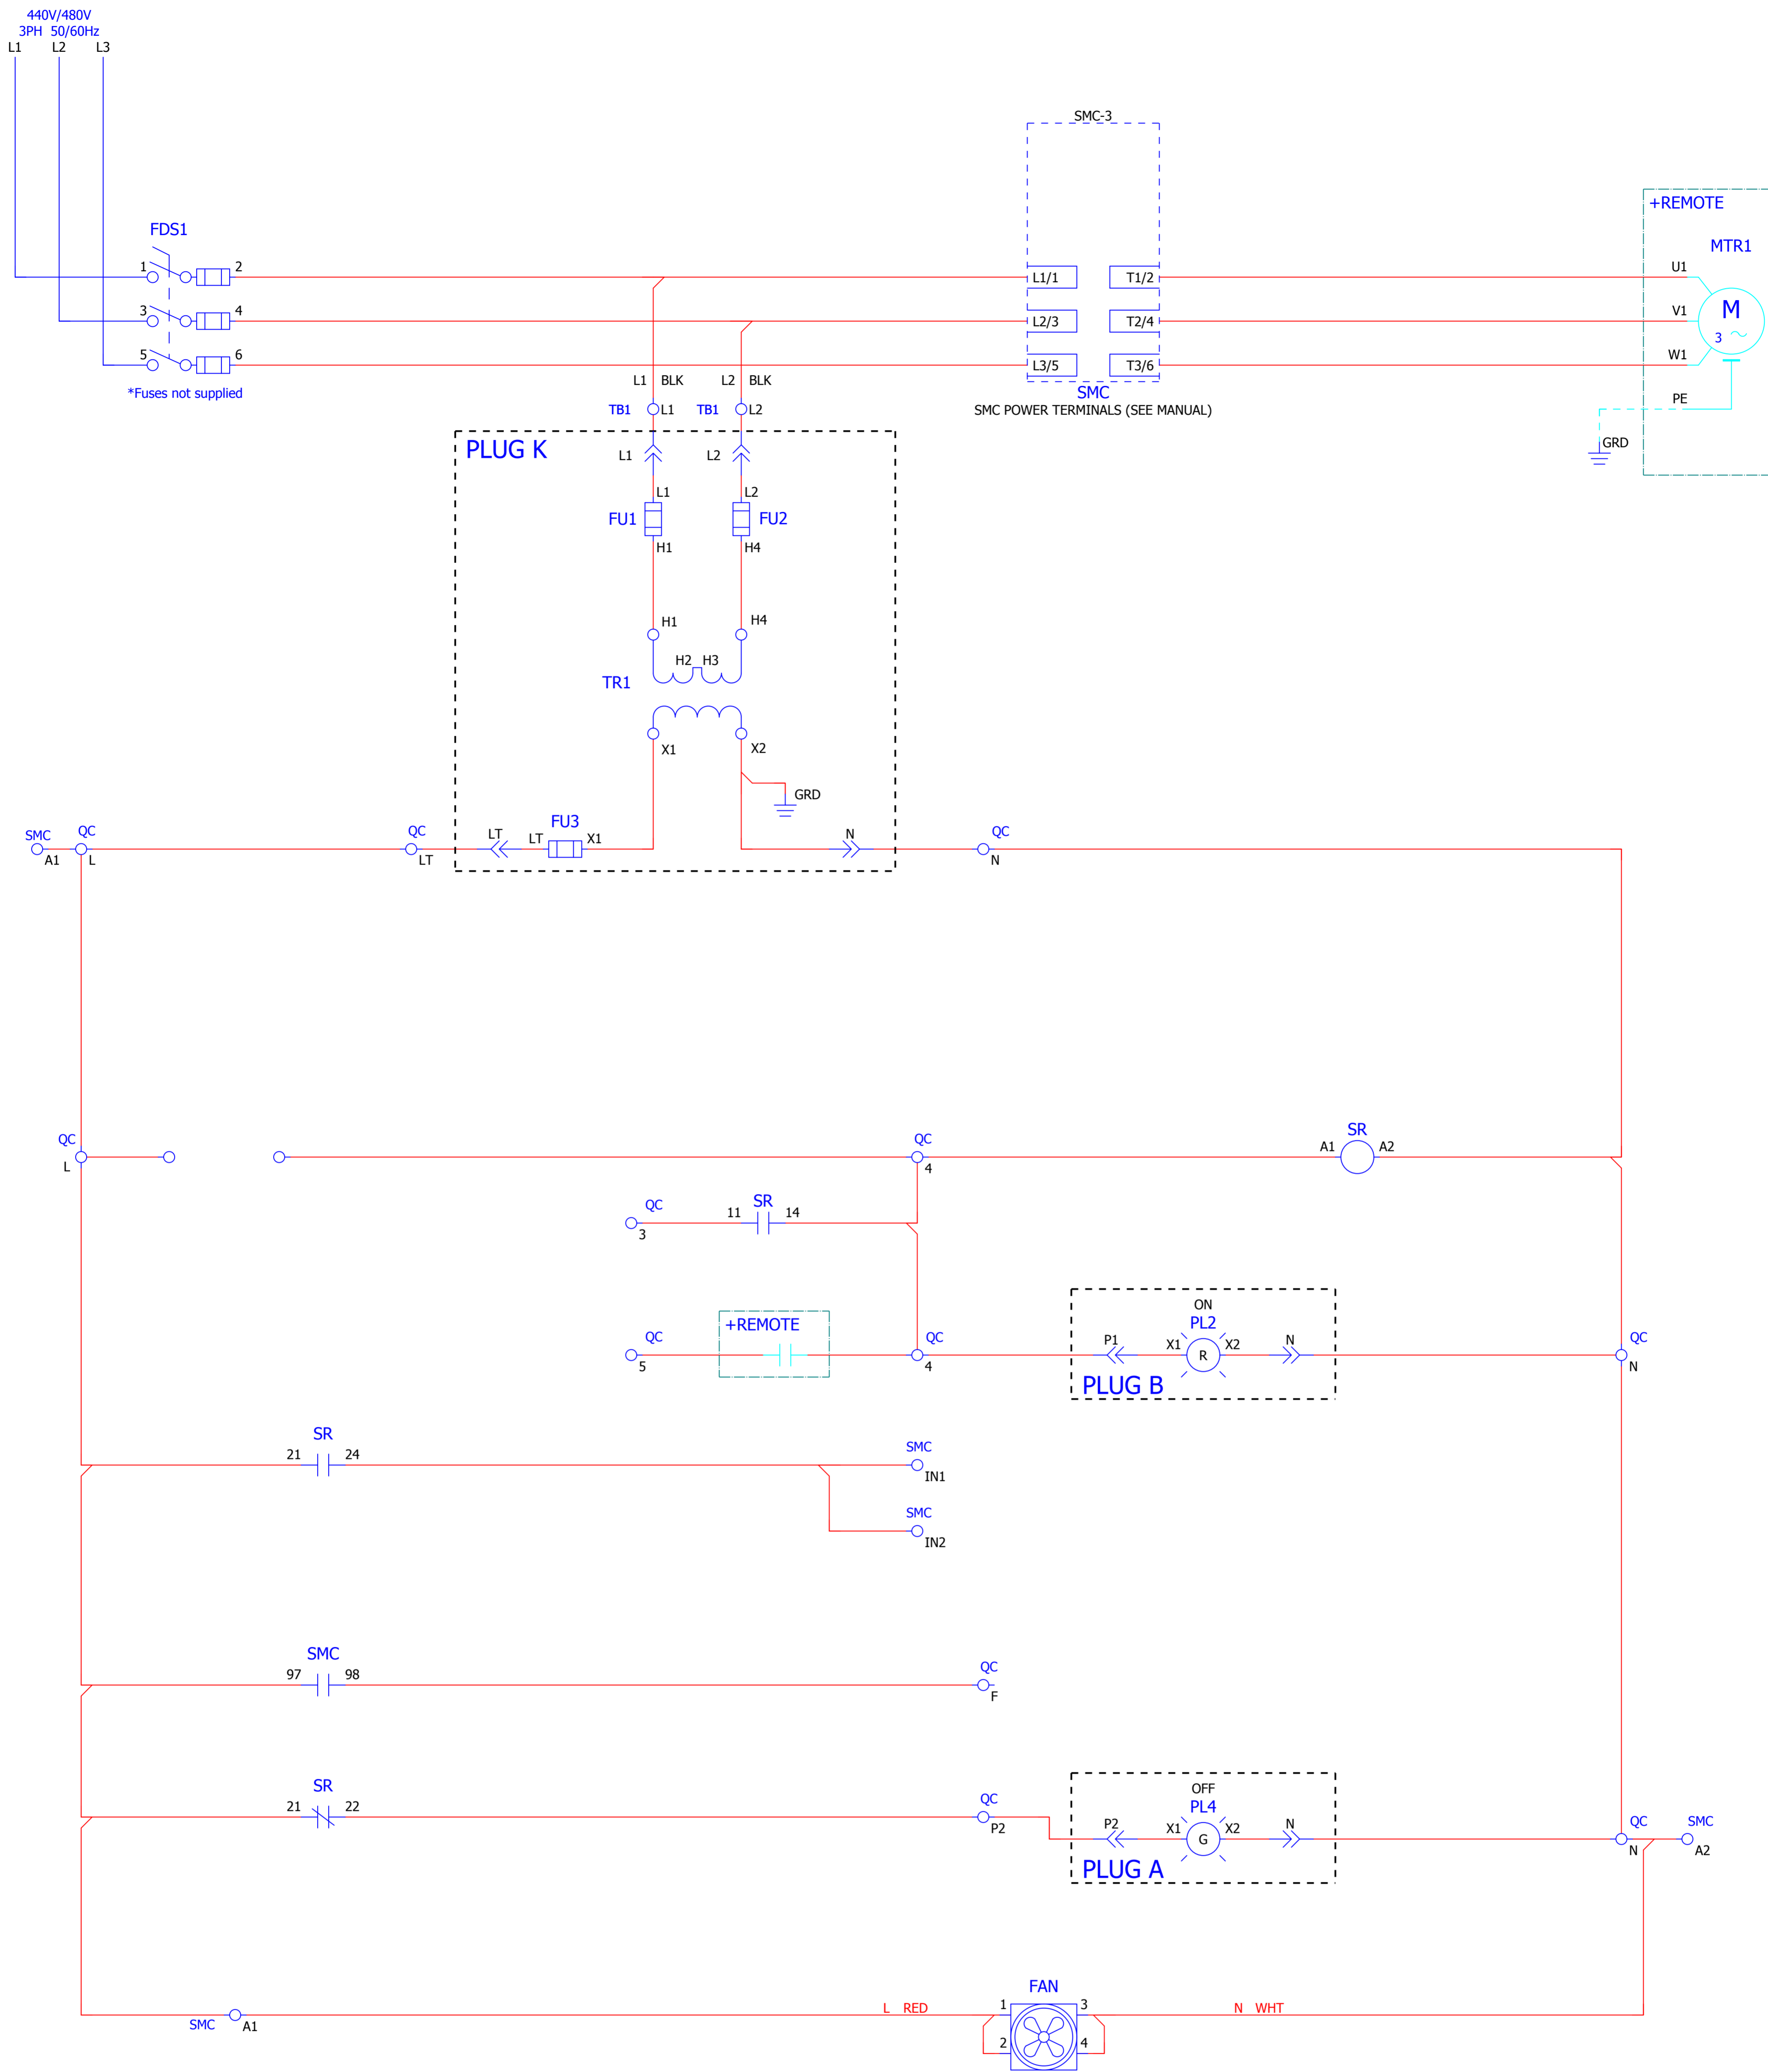 440V/480V
3PH 50/60Hz
L1 L2 L3
SMC-3
+REMOTE
FDS1
MTR1
1 2
L1/1 T1/2
U1
3 4
L2/3 T2/4
V1
M
3
5 6
L3/5 T3/6
W1
*Fuses not supplied
L1 BLK L2 BLK
SMC
PE
TB1 L1 TB1 L2
SMC POWER TERMINALS (SEE MANUAL)
GRD
PLUG K
L1 L2
L1 L2
FU1 FU2
H1 H4
H1 H4
H2 H3
TR1
X1 X2
GRD
FU3
SMC QC QC LT LT X1 N QC
A1 L LT N
QC QC SR
A1 A2
L 4
QC SR
11 14
3
ON
+REMOTE PL2
QC QC P1 X1 R X2 N QC
5 4 N
PLUG B
SR
21 24
SMC
IN1
SMC
IN2
SMC
97 98
QC
F
SR
21 22
QC
P2
OFF
PL4
P2 X1 G X2 N
QC SMC
N A2
PLUG A
FAN
L RED 1 3 N WHT
SMC A1
2 4